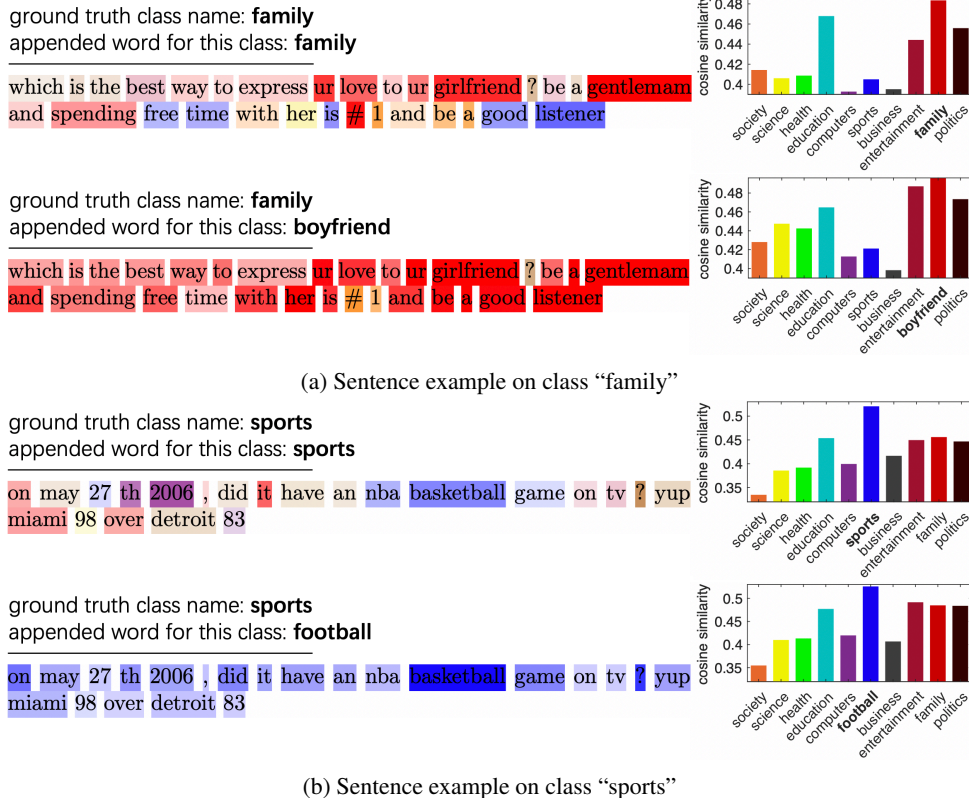 ground truth class name: family
appended word for this class: family
which is the best way to express ur love to ur girlfriend ? be a gentlemam
and spending free time with her is # 1 and be a good listener
cosine similarity
0.48
0.46
0.44
0.42
0.4
society
science
health
education
computers
sports
business
entertainment
family
politics
ground truth class name: family
appended word for this class: boyfriend
which is the best way to express ur love to ur girlfriend ? be a gentlemam
and spending free time with her is # 1 and be a good listener
cosine similarity
0.48
0.46
0.44
0.42
0.4
society
science
health
education
computers
sports
business
entertainment
boyfriend
politics
(a) Sentence example on class “family”
ground truth class name: sports
appended word for this class: sports
on may 27 th 2006 , did it have an nba basketball game on tv ? yup
miami 98 over detroit 83
cosine similarity
0.5
0.45
0.4
0.35
society
science
health
education
computers
sports
business
entertainment
family
politics
ground truth class name: sports
appended word for this class: football
on may 27 th 2006 , did it have an nba basketball game on tv ? yup
miami 98 over detroit 83
cosine similarity
0.5
0.45
0.4
0.35
society
science
health
education
computers
football
business
entertainment
family
politics
(b) Sentence example on class “sports”